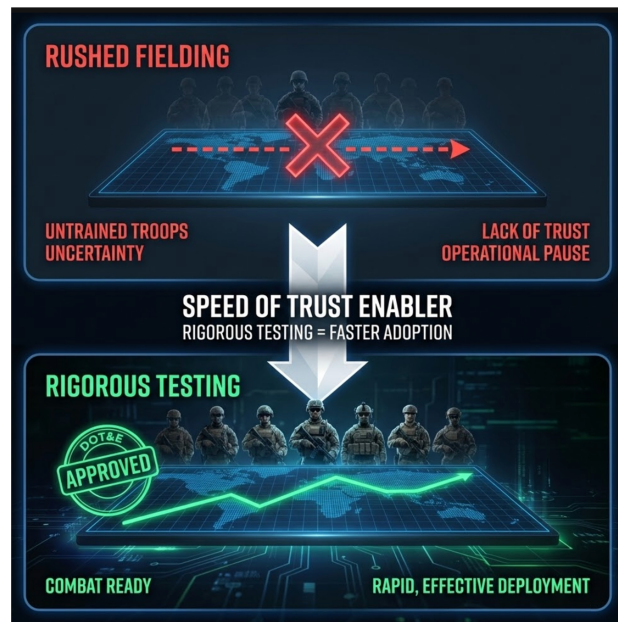 RUSHED FIELDING
UNTRAINED TROOPS
UNCERTAINTY
LACK OF TRUST
OPERATIONAL PAUSE
SPEED OF TRUST ENABLER
RIGOROUS TESTING = FASTER ADOPTION
RIGOROUS TESTING
DOT&E
APPROVED
COMBAT READY
RAPID, EFFECTIVE DEPLOYMENT